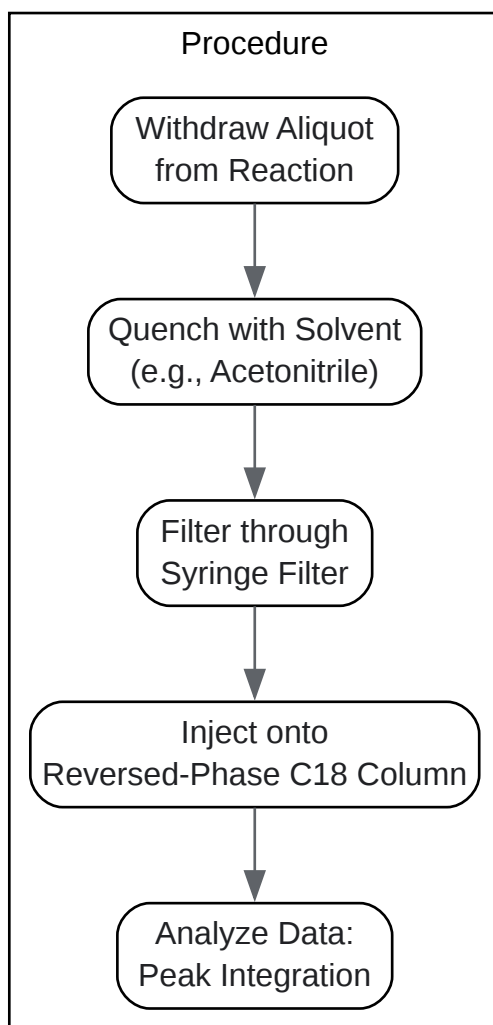 Procedure
Withdraw Aliquot
from Reaction
Quench with Solvent
(e.g., Acetonitrile)
Filter through
Syringe Filter
Inject onto
Reversed-Phase C18 Column
Analyze Data:
Peak Integration